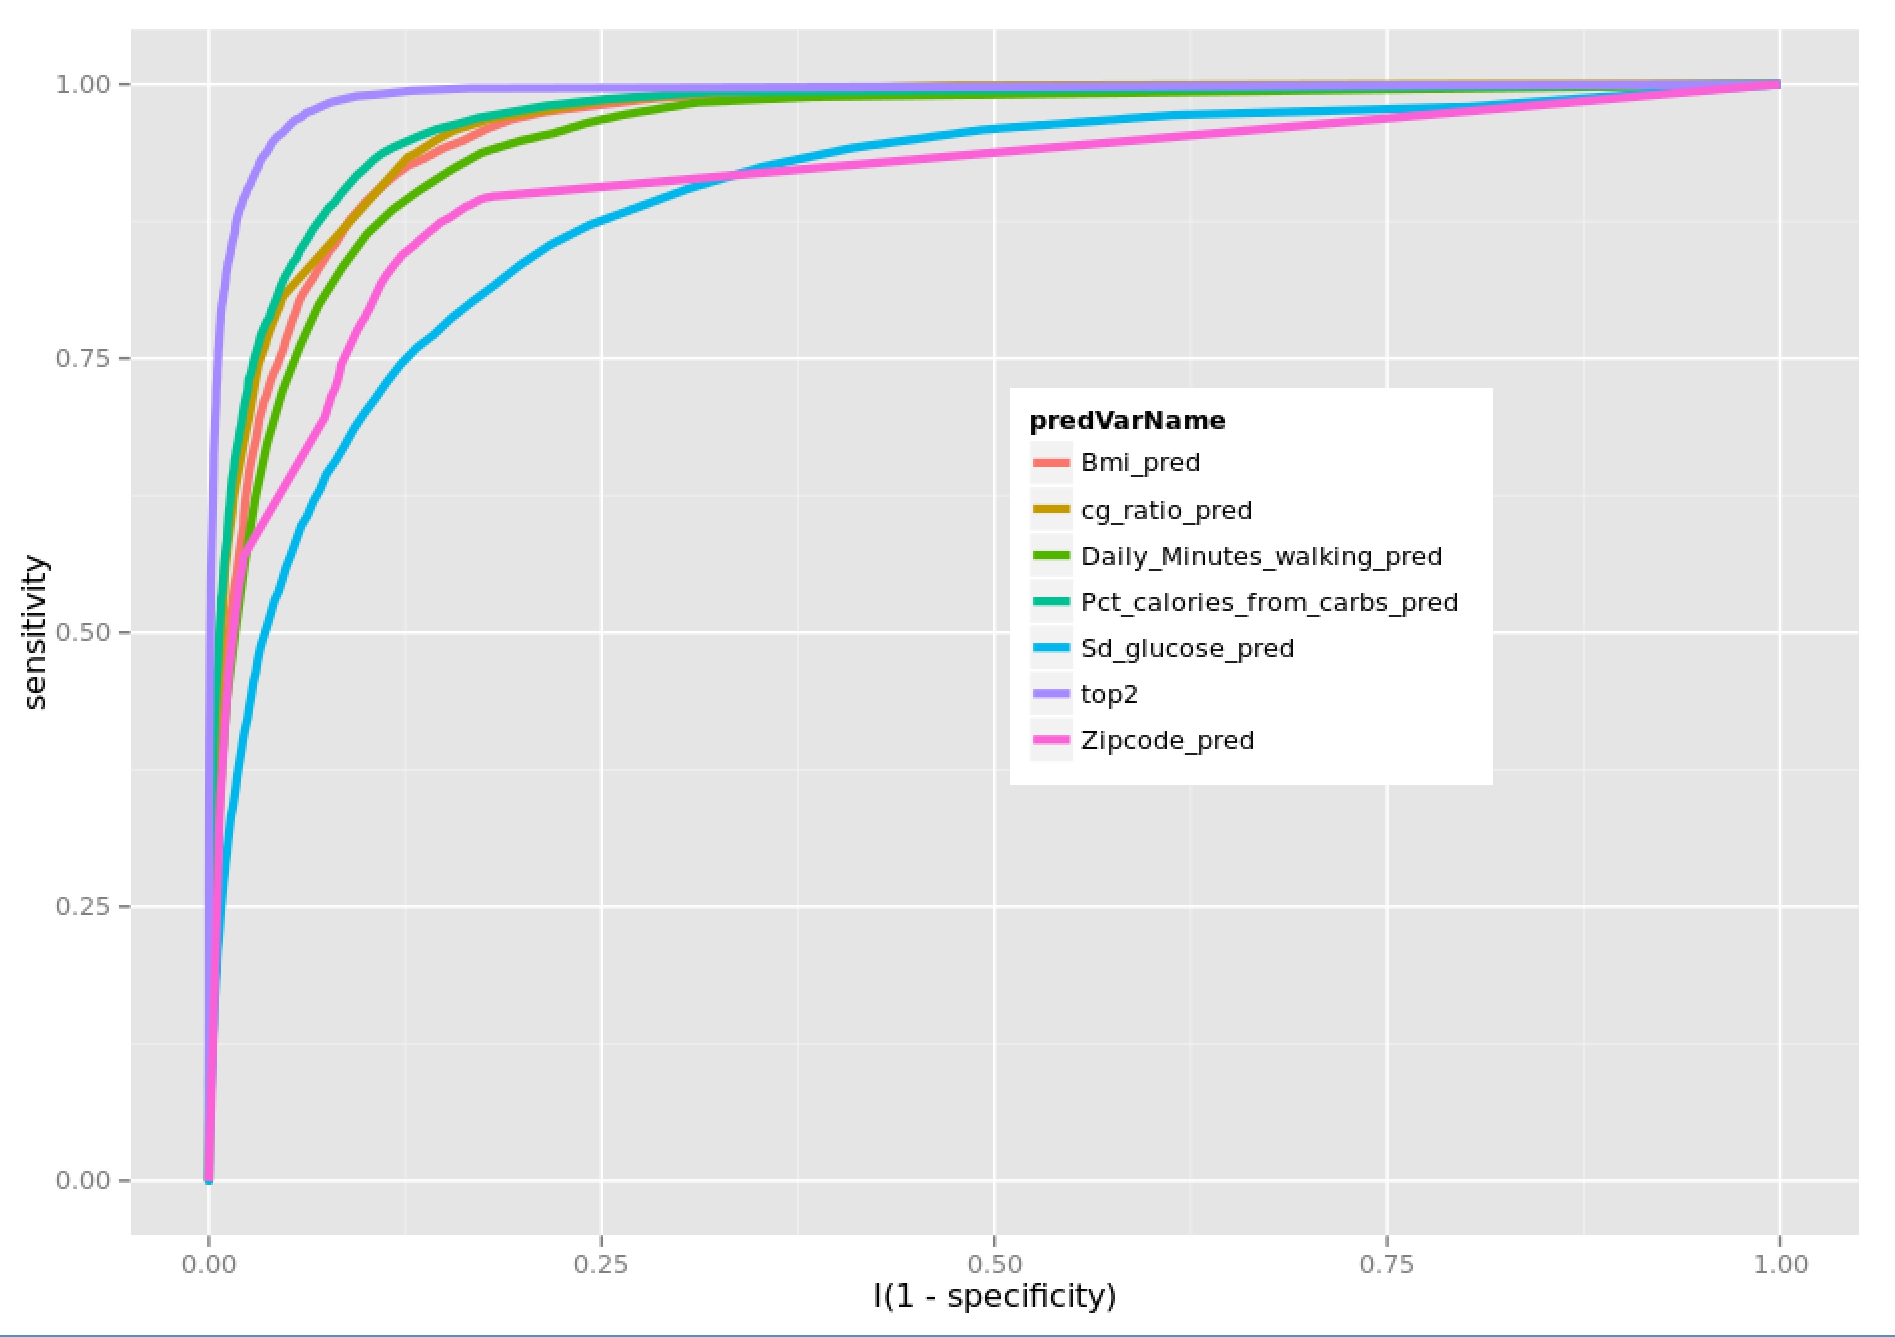 1.00
0.75
0.50
0.25
0.00
sensitivity
predVarName
Bmi_pred
cg_ratio_pred
Daily_Minutes_walking_pred
Pct_calories_from_carbs_pred
Sd_glucose_pred
top2
Zipcode_pred
0.00 0.25 0.50 0.75 1.00
I(1 - specificity)